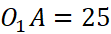 𝑂₁𝐴 = 25